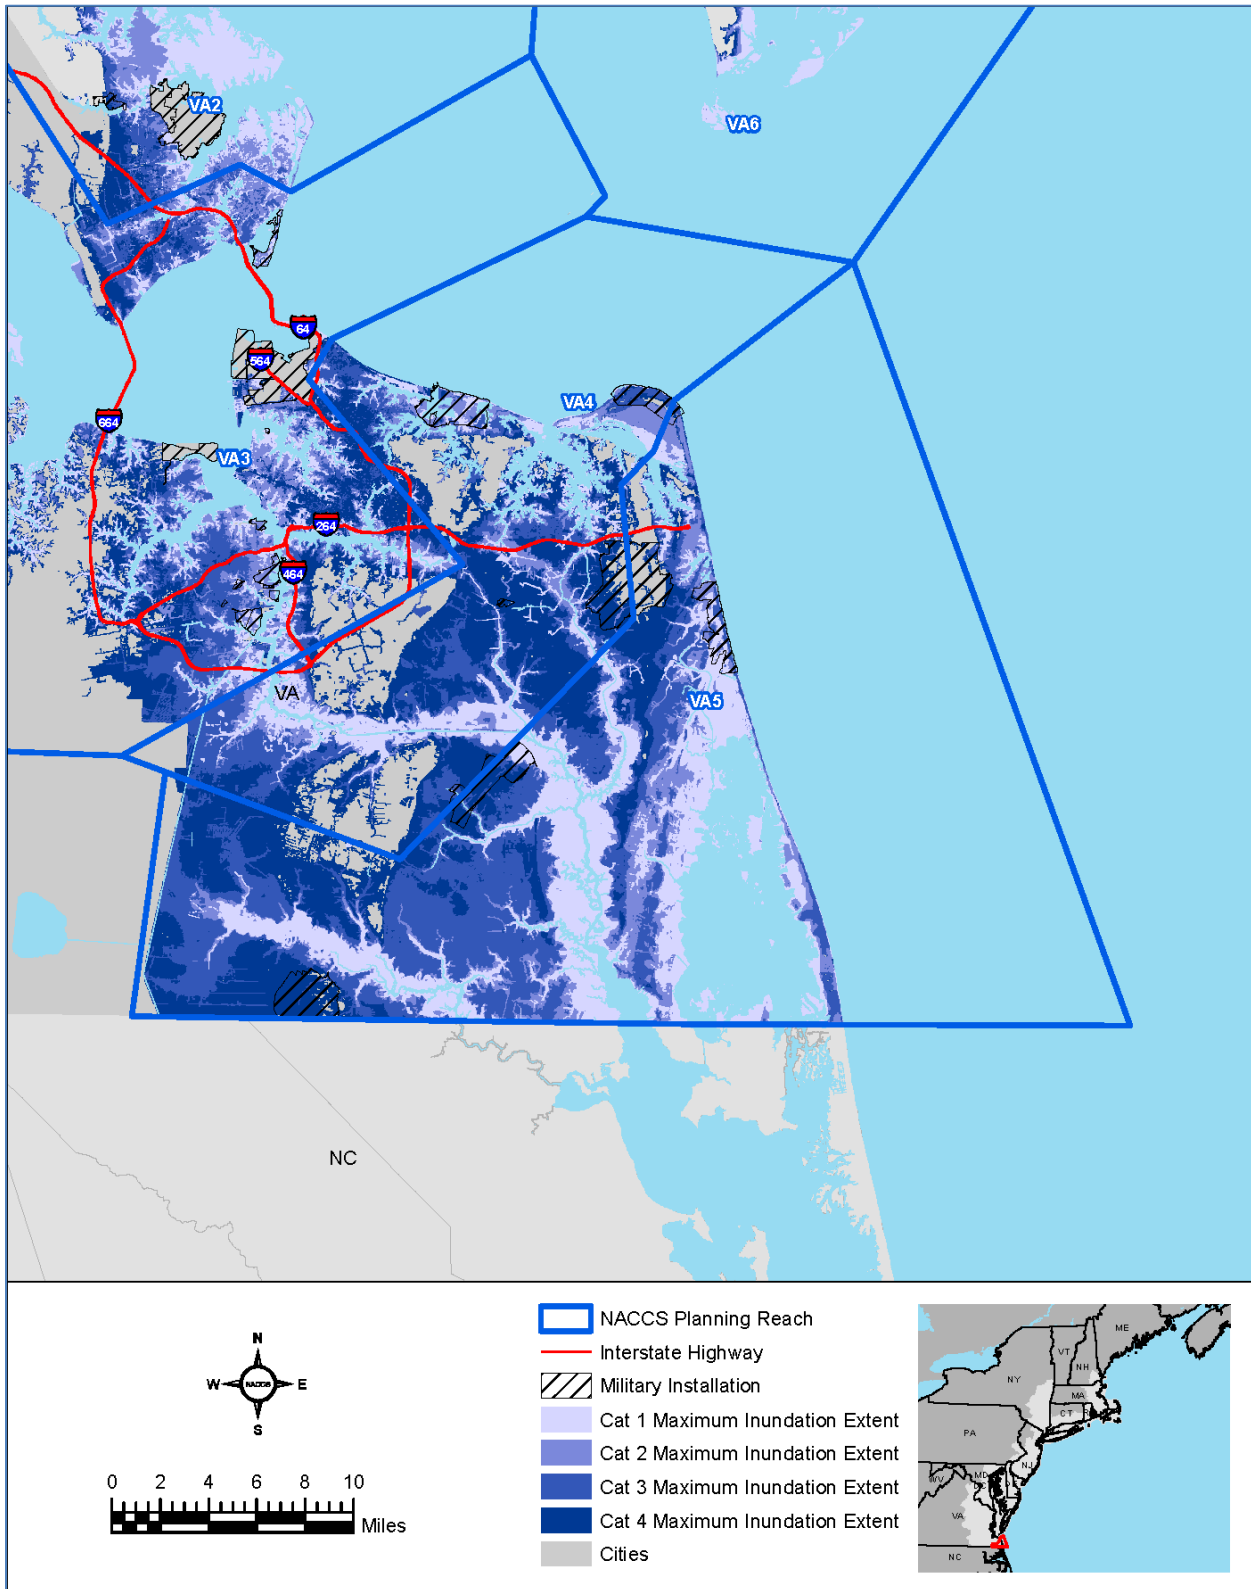 VA2
VA6
64
564
VA4
664
VA3
264
464
VA
VA5
NC
N
W NACCS E
S
0 2 4 6 8 10
Miles
NACCS Planning Reach
Interstate Highway
Military Installation
Cat 1 Maximum Inundation Extent
Cat 2 Maximum Inundation Extent
Cat 3 Maximum Inundation Extent
Cat 4 Maximum Inundation Extent
Cities
ME
VT
NH
NY
MA
CT
PA
NJ
MD
WV
VA
NC